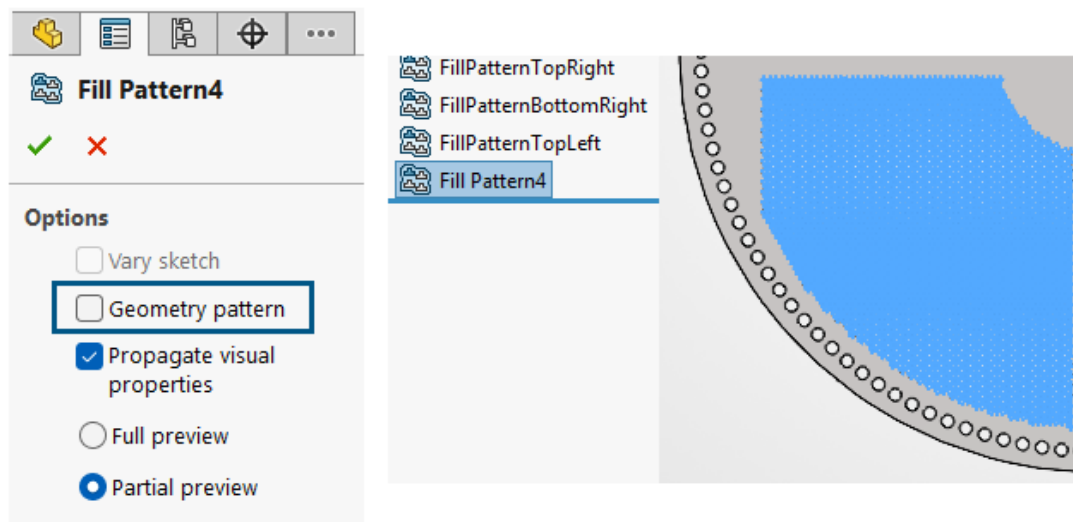 Fill Pattern4
Options
Vary sketch
Geometry pattern
Propagate visual
properties
Full preview
Partial preview
FillPatternTopRight
FillPatternBottomRight
FillPatternTopLeft
Fill Pattern4